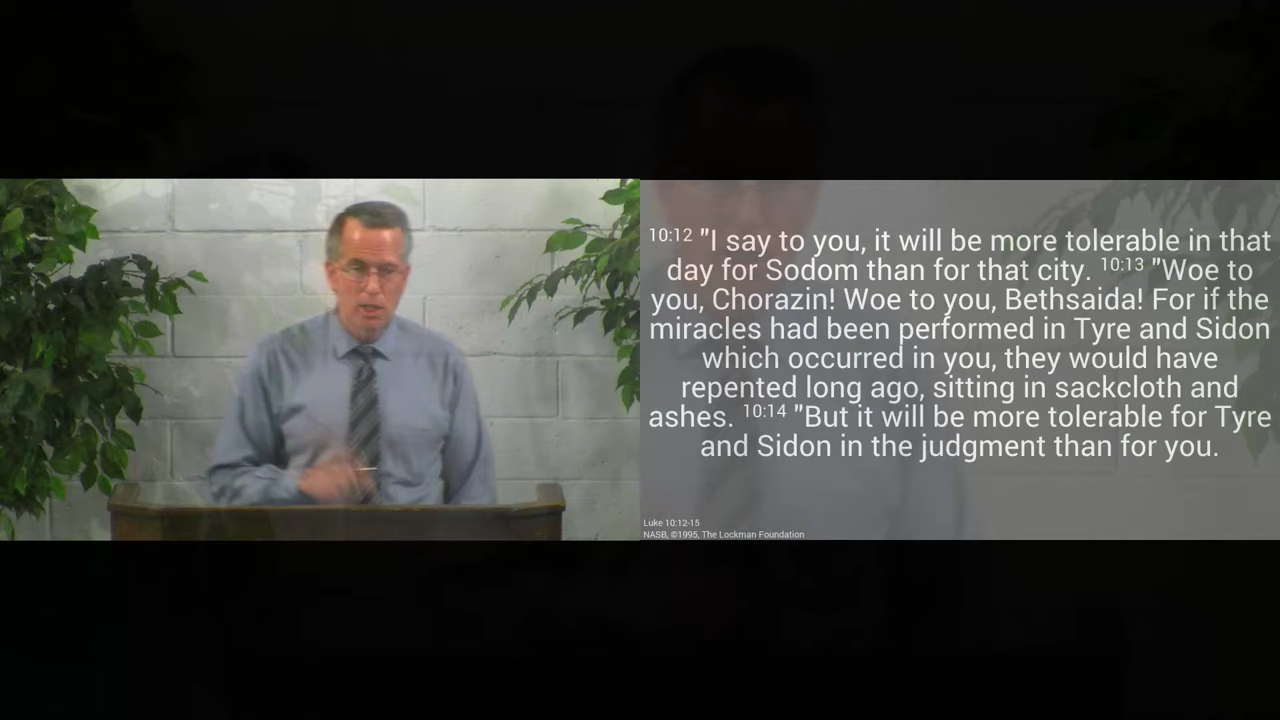 10:12 "I say to you, it will be more tolerable in that
day for Sodom than for that city. 10:13 "Woe to
you, Chorazin! Woe to you, Bethsaida! For if the
miracles had been performed in Tyre and Sidon
which occurred in you, they would have
repented long ago, sitting in sackcloth and
ashes. 10:14 "But it will be more tolerable for Tyre
and Sidon in the judgment than for you.
Luke 10:12-15
NASB, ©1995, The Lockman Foundation